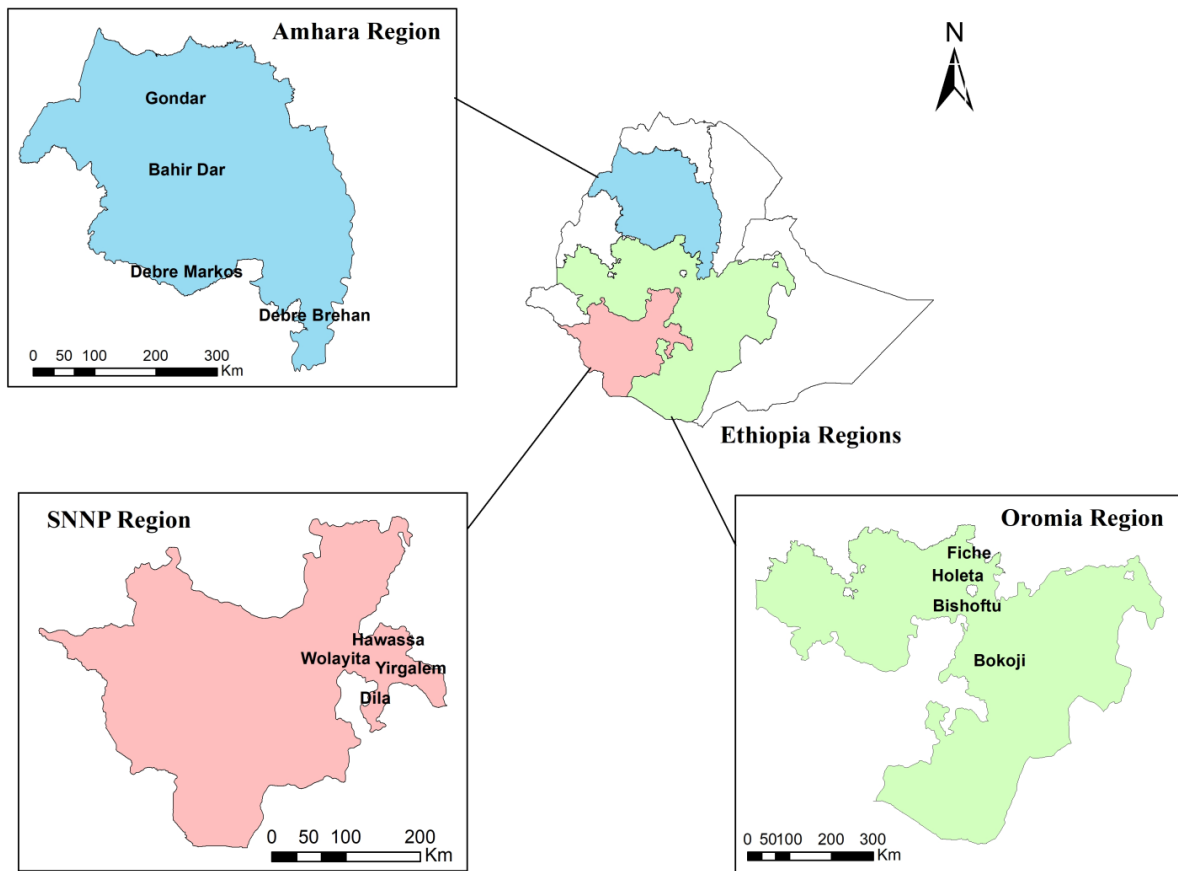 Amhara Region
Gondar
Bahir Dar
Debre Markos
Debre Brehan
0 50 100 200 300
Km
N
Ethiopia Regions
SNNP Region
Hawassa
Wolayita
Yirgalem
Dila
0 50 100 200
Km
Oromia Region
Fiche
Holeta
Bishoftu
Bokoji
0 50100 200 300
Km